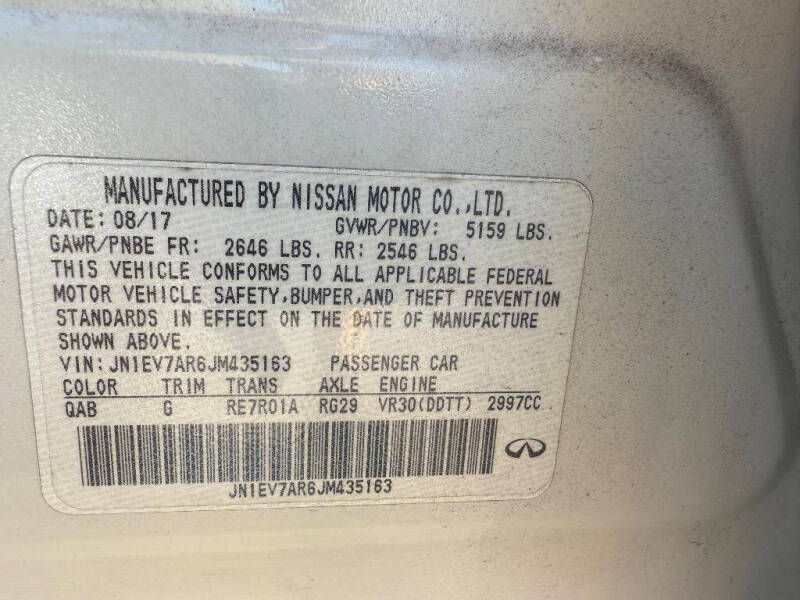 MANUFACTURED BY NISSAN MOTOR CO.,LTD.
DATE: 08/17 GVWR/PNBV: 5159 LBS.
GAWR/PNBE FR: 2646 LBS. RR: 2546 LBS.
THIS VEHICLE CONFORMS TO ALL APPLICABLE FEDERAL
MOTOR VEHICLE SAFETY,BUMPER,AND THEFT PREVENTION
STANDARDS IN EFFECT ON THE DATE OF MANUFACTURE
SHOWN ABOVE.
VIN: JN1EV7AR6JM435163 PASSENGER CAR
COLOR TRIM TRANS AXLE ENGINE
QAB G RE7R01A RG29 VR30(DDTT) 2997CC
JN1EV7AR6JM435163